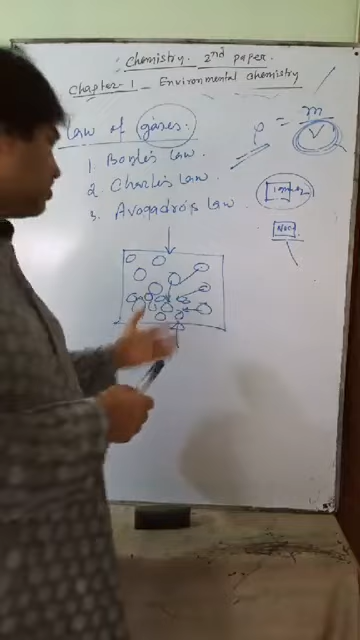 Chemistry 2nd paper.
Chapter-1 Environmental chemistry
Law of gases.
1. Boyle's Law.
2. Charle's Law.
3. Avogadro's Law.
ρ = m
V